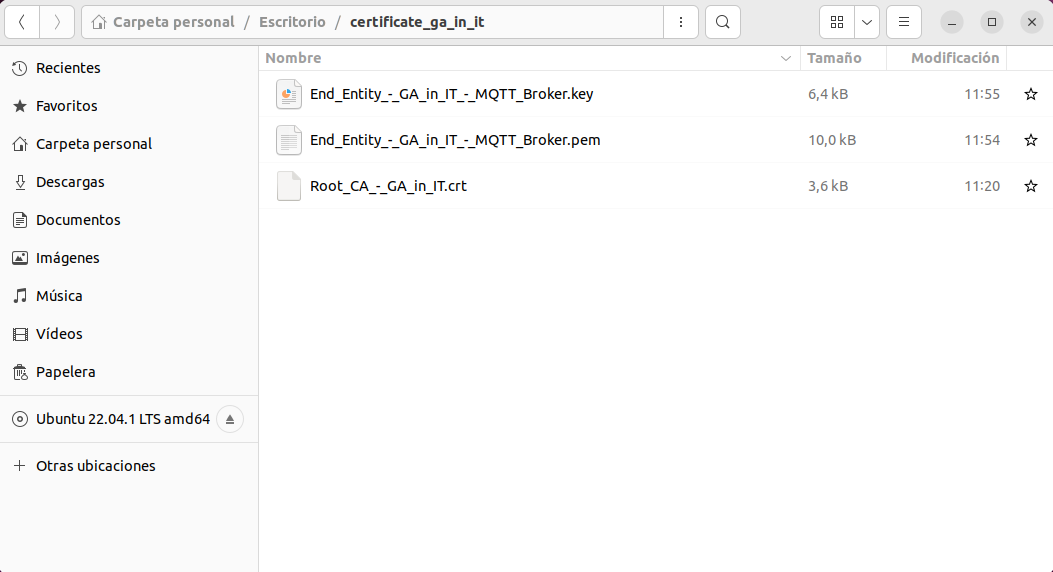 Carpeta personal / Escritorio / certificate_ga_in_it
Recientes
Favoritos
Carpeta personal
Descargas
Documentos
Imágenes
Música
Vídeos
Papelera
Ubuntu 22.04.1 LTS amd64
Otras ubicaciones
Nombre Tamaño Modificación
End_Entity_-_GA_in_IT_-_MQTT_Broker.key 6,4 kB 11:55
End_Entity_-_GA_in_IT_-_MQTT_Broker.pem 10,0 kB 11:54
Root_CA_-_GA_in_IT.crt 3,6 kB 11:20